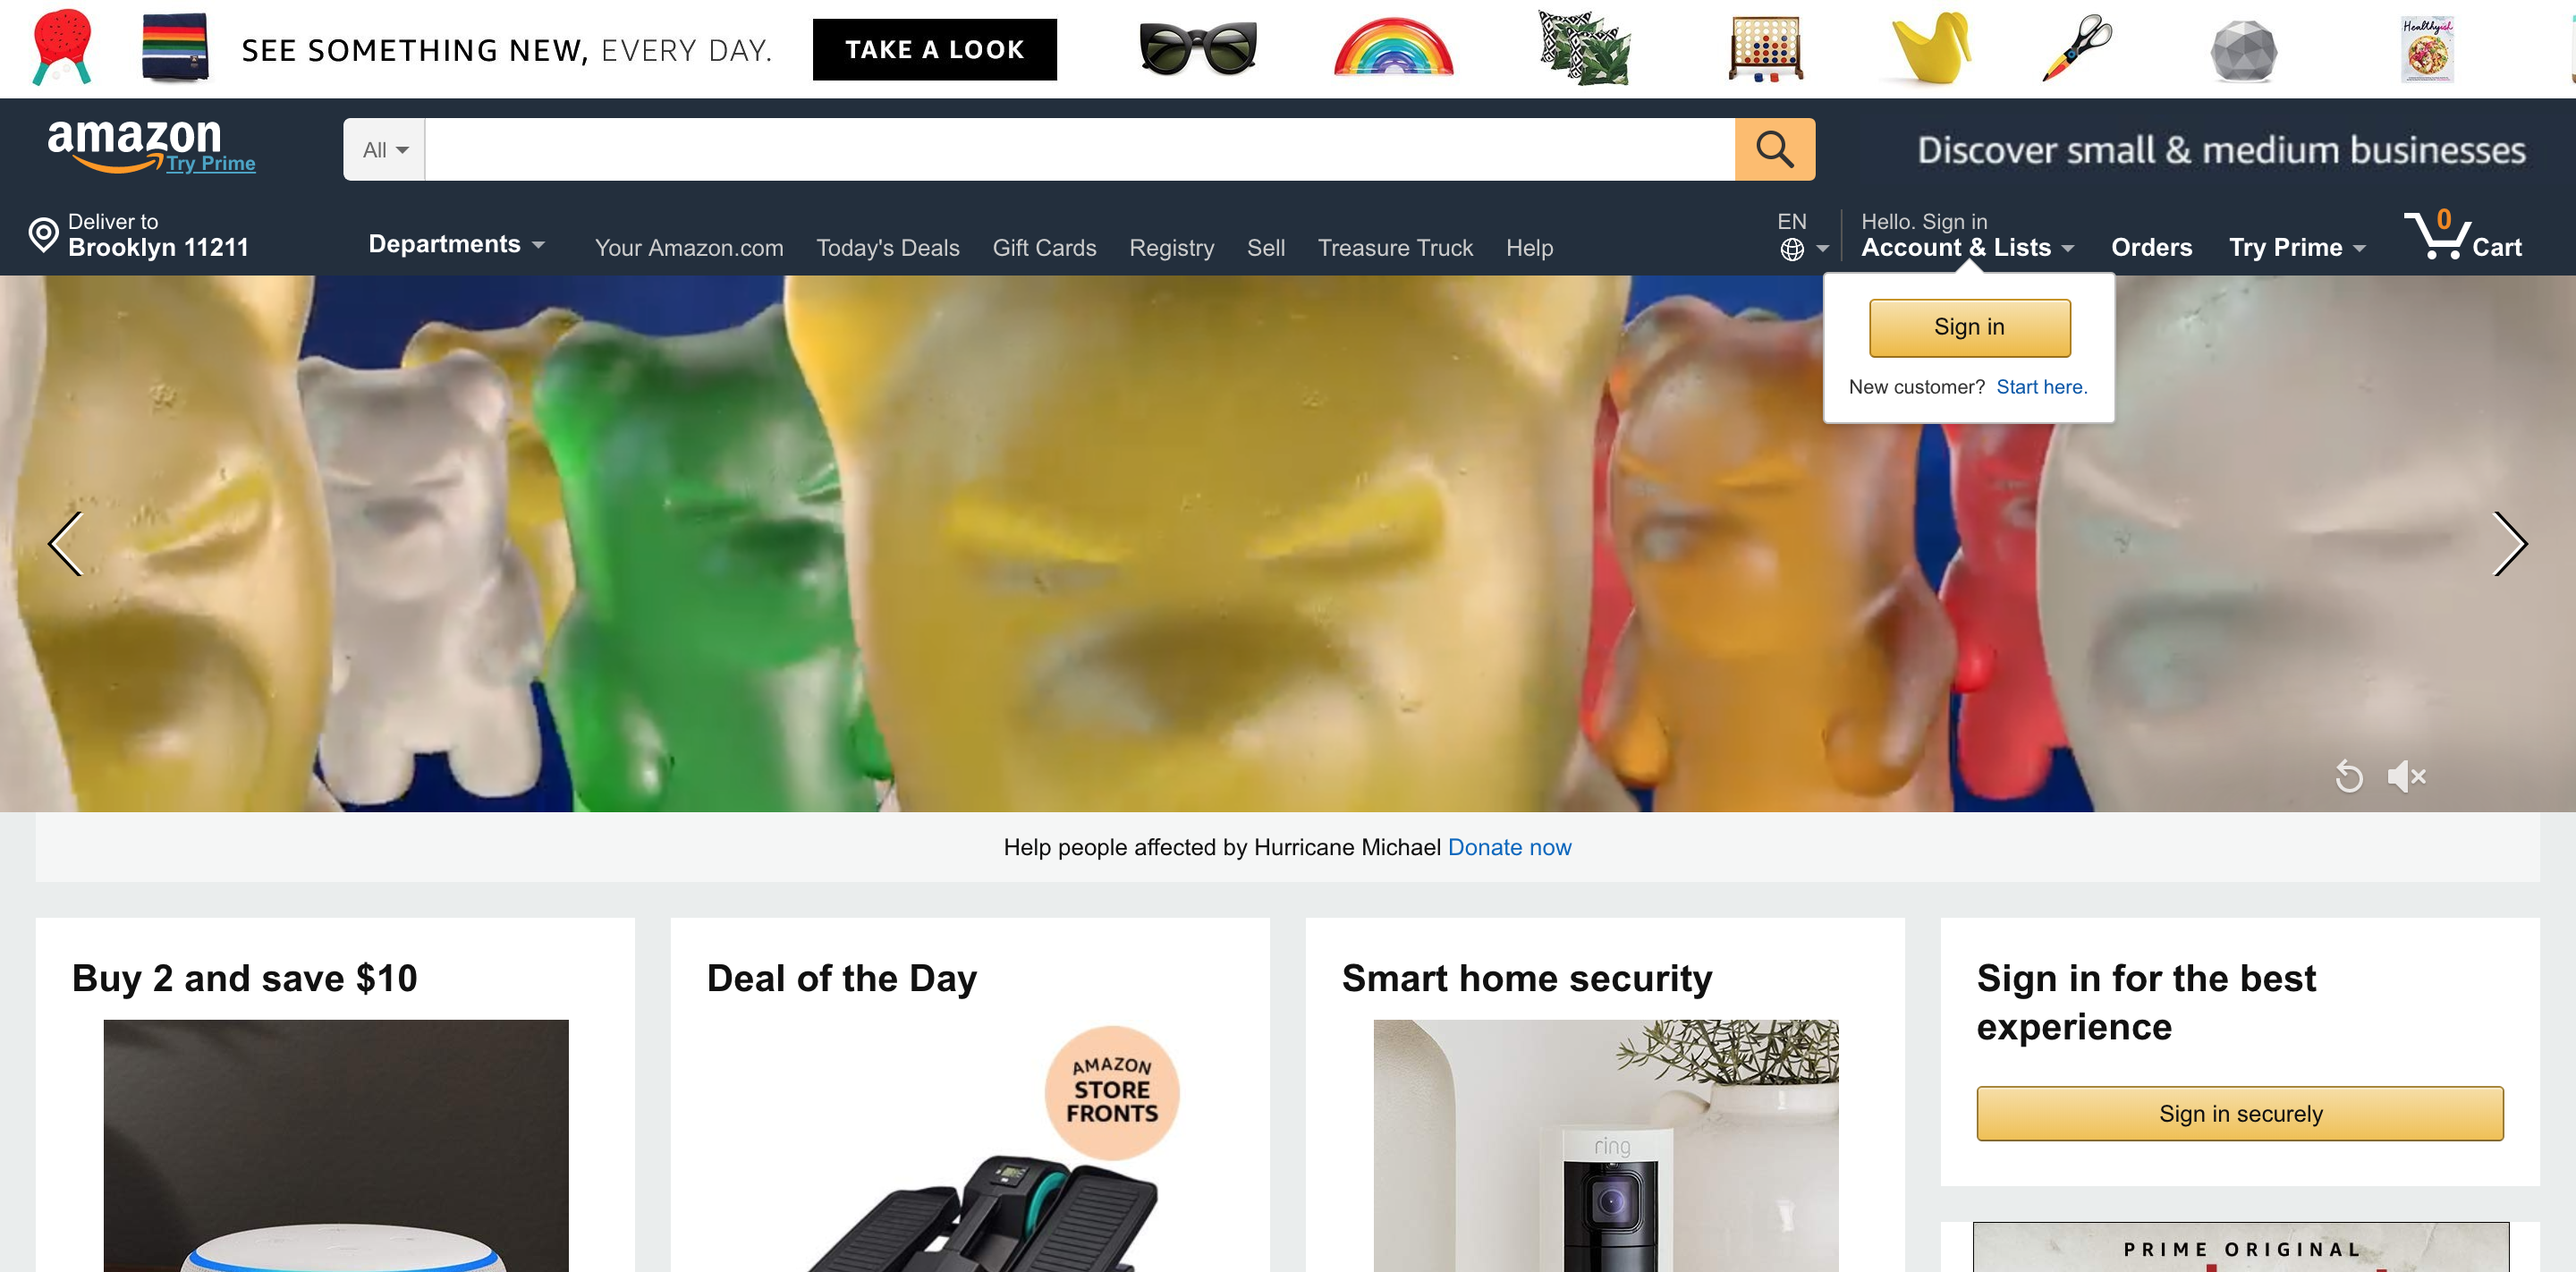 SEE SOMETHING NEW, EVERY DAY.
TAKE A LOOK
Healthyish
amazon
Try Prime
All
Discover small & medium businesses
Deliver to
Brooklyn 11211
Departments
Your Amazon.com
Today's Deals
Gift Cards
Registry
Sell
Treasure Truck
Help
EN
Hello. Sign in
Account & Lists
Orders
Try Prime
0
Cart
Sign in
New customer? Start here.
Help people affected by Hurricane Michael Donate now
Buy 2 and save $10
Deal of the Day
AMAZON
STORE
FRONTS
Smart home security
ring
Sign in for the best
experience
Sign in securely
PRIME ORIGINAL